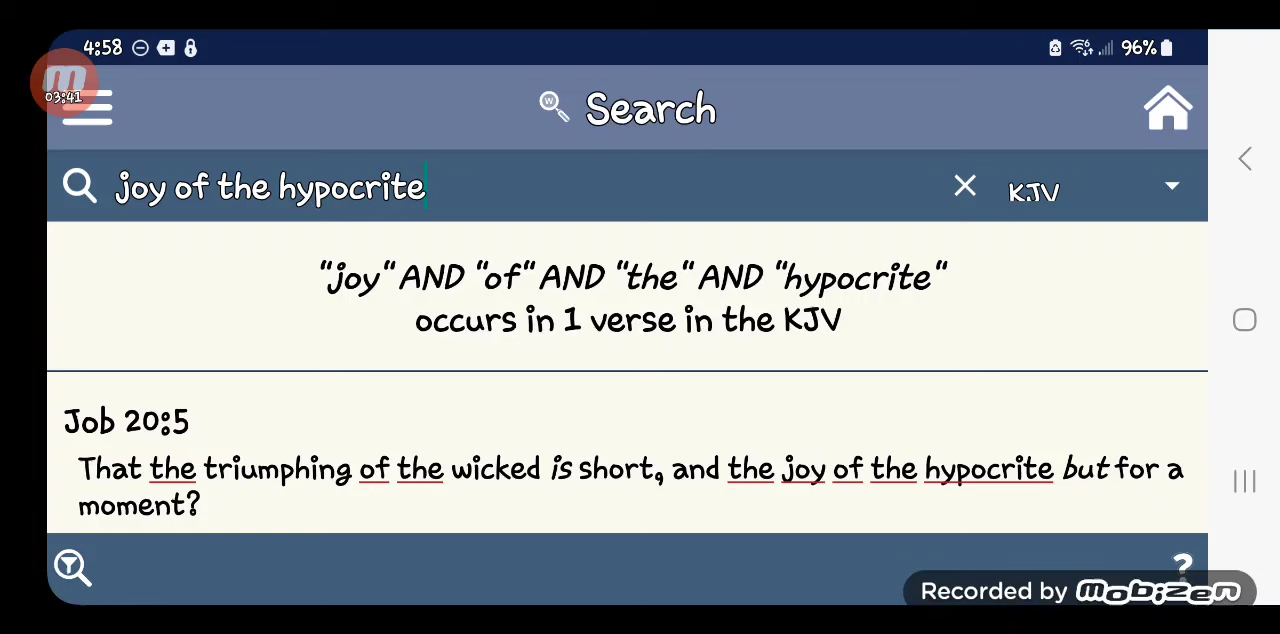 4:58 96%
03:41
Search
joy of the hypocrite KJV
"joy" AND "of" AND "the" AND "hypocrite"
occurs in 1 verse in the KJV
Job 20:5
That the triumphing of the wicked is short, and the joy of the hypocrite but for a
moment?
?
Recorded by mobizen